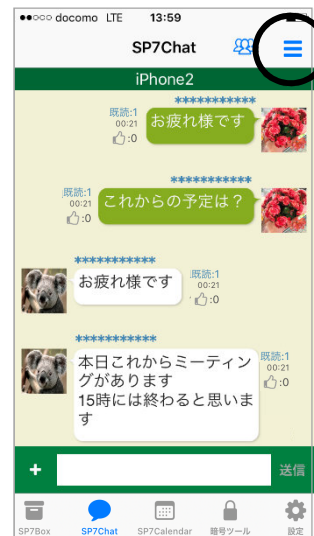 docomo LTE 13:59
SP7Chat
iPhone2
***********
既読:1
00:21
:0
お疲れ様です
***********
既読:1
00:21
:0
これからの予定は？
***********
お疲れ様です
既読:1
00:21
:0
***********
本日これからミーティン
グがあります
15時には終わると思いま
す
既読:1
00:21
:0
+
送信
SP7Box SP7Chat SP7Calendar 暗号ツール 設定